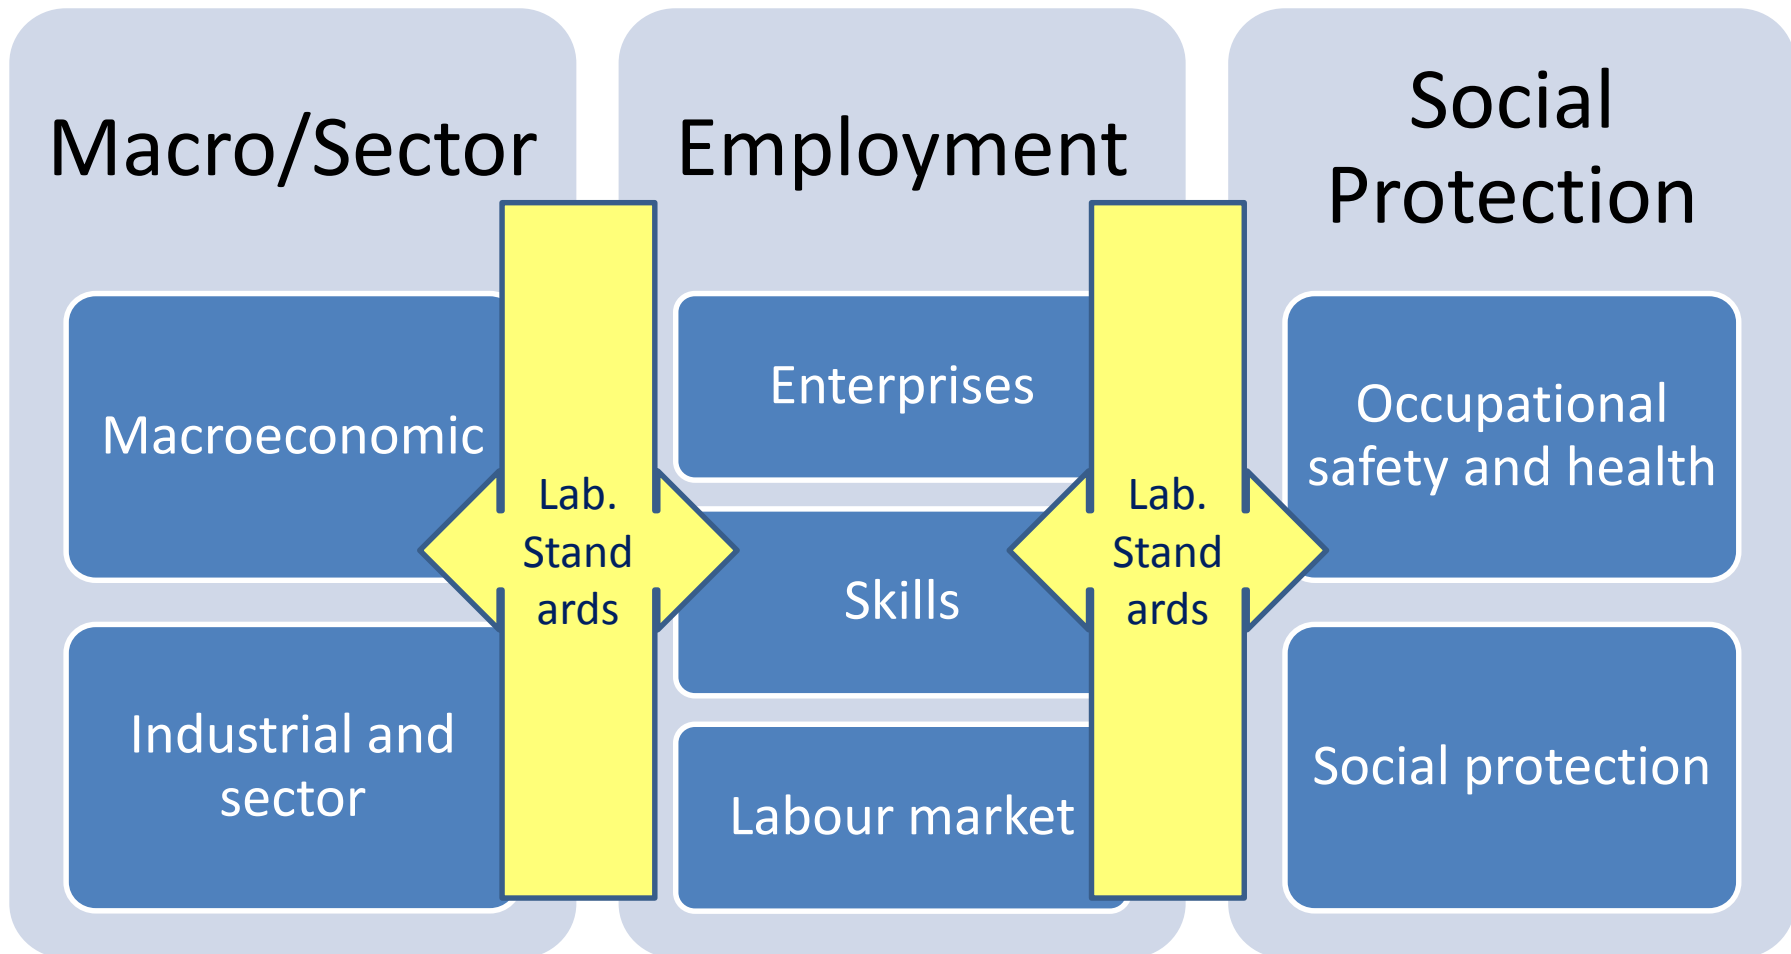 Macro/Sector
Macroeconomic
Industrial and
sector
Lab.
Stand
ards
Employment
Enterprises
Skills
Labour market
Lab.
Stand
ards
Social
Protection
Occupational
safety and health
Social protection